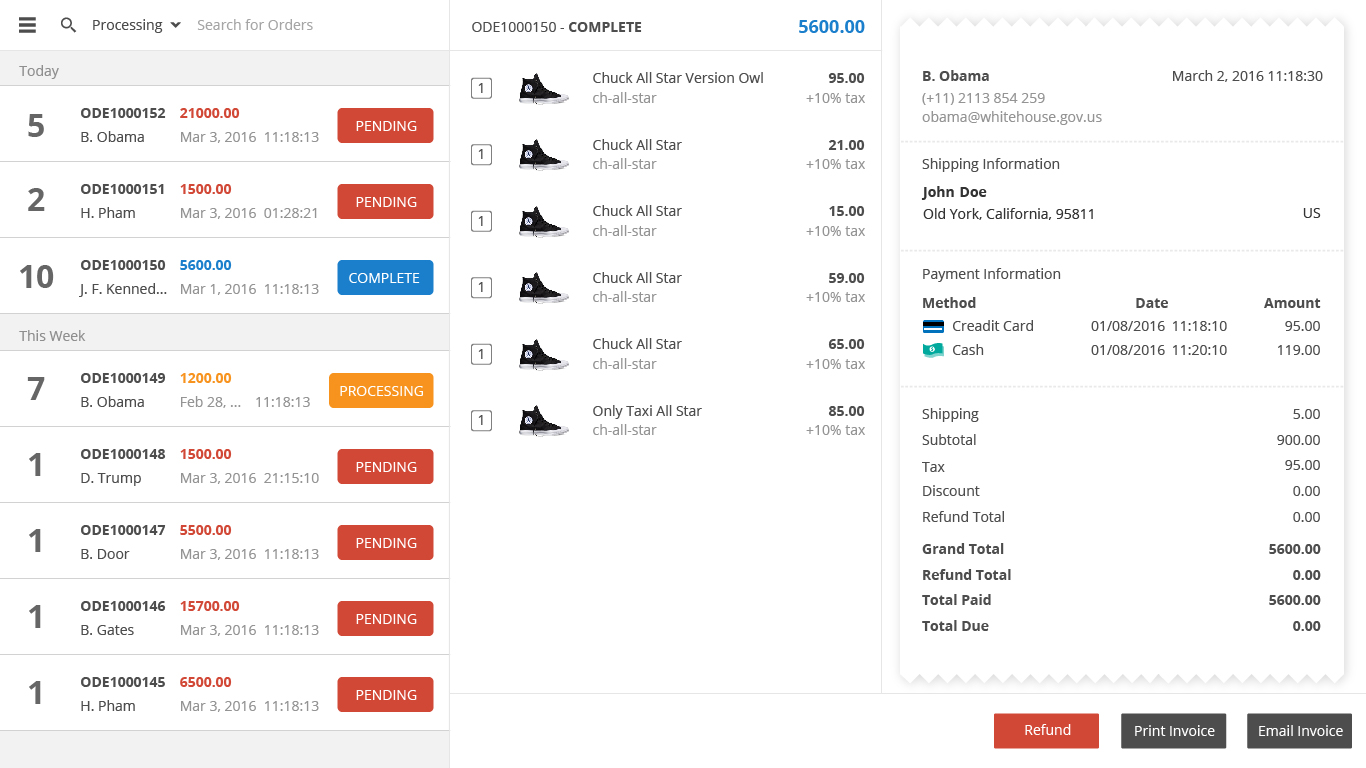 Processing Search for Orders
Today
5 ODE1000152 21000.00 PENDING
B. Obama Mar 3, 2016 11:18:13
2 ODE1000151 1500.00 PENDING
H. Pham Mar 3, 2016 01:28:21
10 ODE1000150 5600.00 COMPLETE
J. F. Kenned... Mar 1, 2016 11:18:13
This Week
7 ODE1000149 1200.00 PROCESSING
B. Obama Feb 28, ... 11:18:13
1 ODE1000148 1500.00 PENDING
D. Trump Mar 3, 2016 21:15:10
1 ODE1000147 5500.00 PENDING
B. Door Mar 3, 2016 11:18:13
1 ODE1000146 15700.00 PENDING
B. Gates Mar 3, 2016 11:18:13
1 ODE1000145 6500.00 PENDING
H. Pham Mar 3, 2016 11:18:13
ODE1000150 - COMPLETE 5600.00
1 Chuck All Star Version Owl 95.00
ch-all-star +10% tax
1 Chuck All Star 21.00
ch-all-star +10% tax
1 Chuck All Star 15.00
ch-all-star +10% tax
1 Chuck All Star 59.00
ch-all-star +10% tax
1 Chuck All Star 65.00
ch-all-star +10% tax
1 Only Taxi All Star 85.00
ch-all-star +10% tax
B. Obama March 2, 2016 11:18:30
(+11) 2113 854 259
obama@whitehouse.gov.us
Shipping Information
John Doe
Old York, California, 95811 US
Payment Information
Method Date Amount
Creadit Card 01/08/2016 11:18:10 95.00
Cash 01/08/2016 11:20:10 119.00
Shipping 5.00
Subtotal 900.00
Tax 95.00
Discount 0.00
Refund Total 0.00
Grand Total 5600.00
Refund Total 0.00
Total Paid 5600.00
Total Due 0.00
Refund Print Invoice Email Invoice